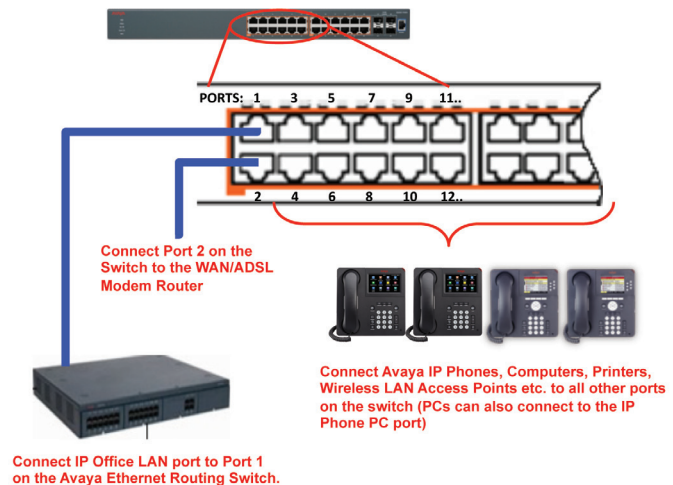 PORTS: 1 3 5 7 9 11..
2 4 6 8 10 12..
Connect Port 2 on the
Switch to the WAN/ADSL
Modem Router
Connect Avaya IP Phones, Computers, Printers,
Wireless LAN Access Points etc. to all other ports
on the switch (PCs can also connect to the IP
Phone PC port)
Connect IP Office LAN port to Port 1
on the Avaya Ethernet Routing Switch.